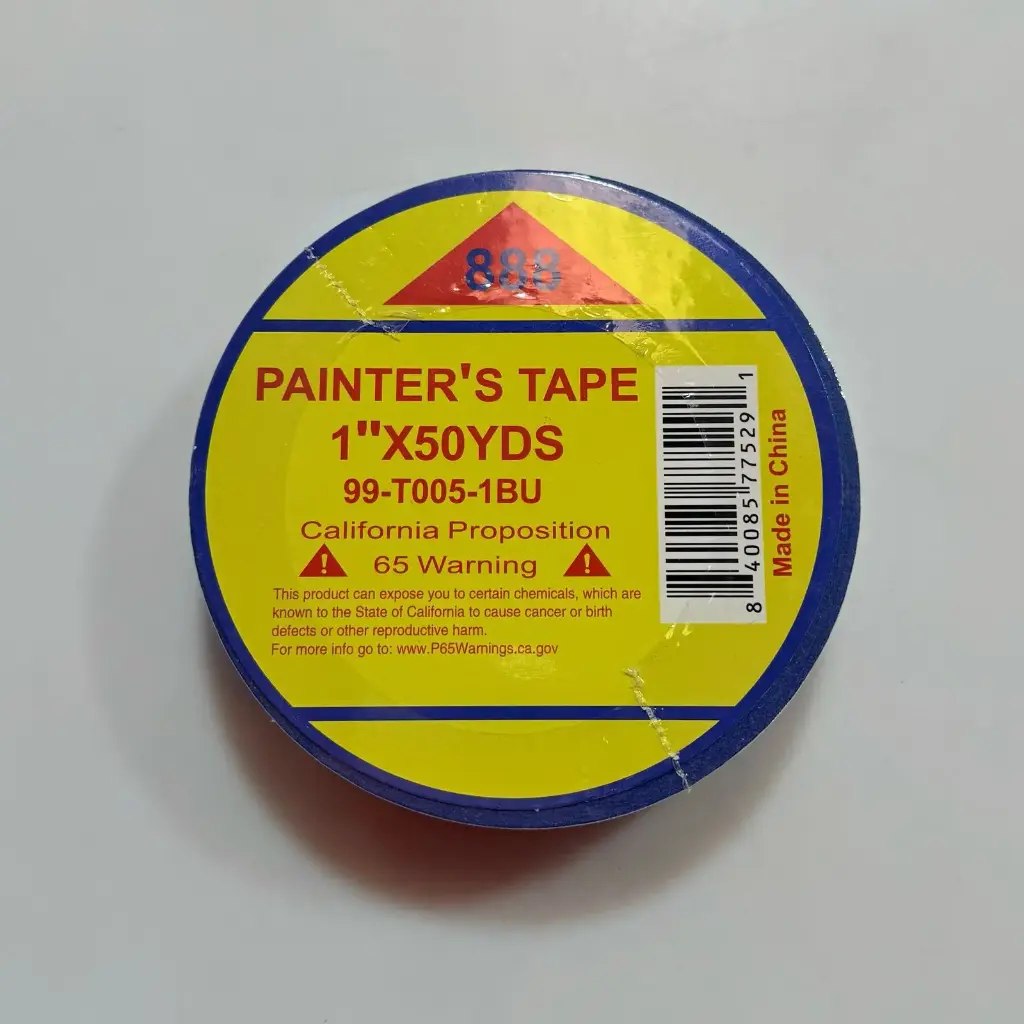 888
PAINTER'S TAPE
1"X50YDS
99-T005-1BU
California Proposition
65 Warning
This product can expose you to certain chemicals, which are
known to the State of California to cause cancer or birth
defects or other reproductive harm.
For more info go to: www.P65Warnings.ca.gov
8 40085 77529 1
Made in China